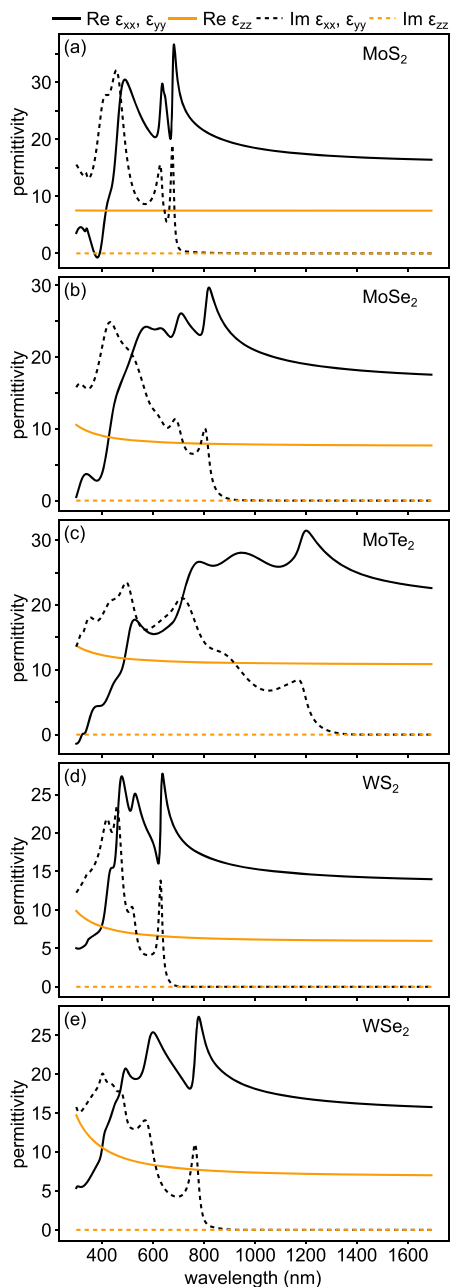 Re εxx, εyy Re εzz Im εxx, εyy Im εzz
(a) MoS2
permittivity
30
20
10
0
(b) MoSe2
permittivity
30
20
10
0
(c) MoTe2
permittivity
30
20
10
0
(d) WS2
permittivity
25
20
15
10
5
0
(e) WSe2
permittivity
25
20
15
10
5
0
400 600 800 1000 1200 1400 1600
wavelength (nm)